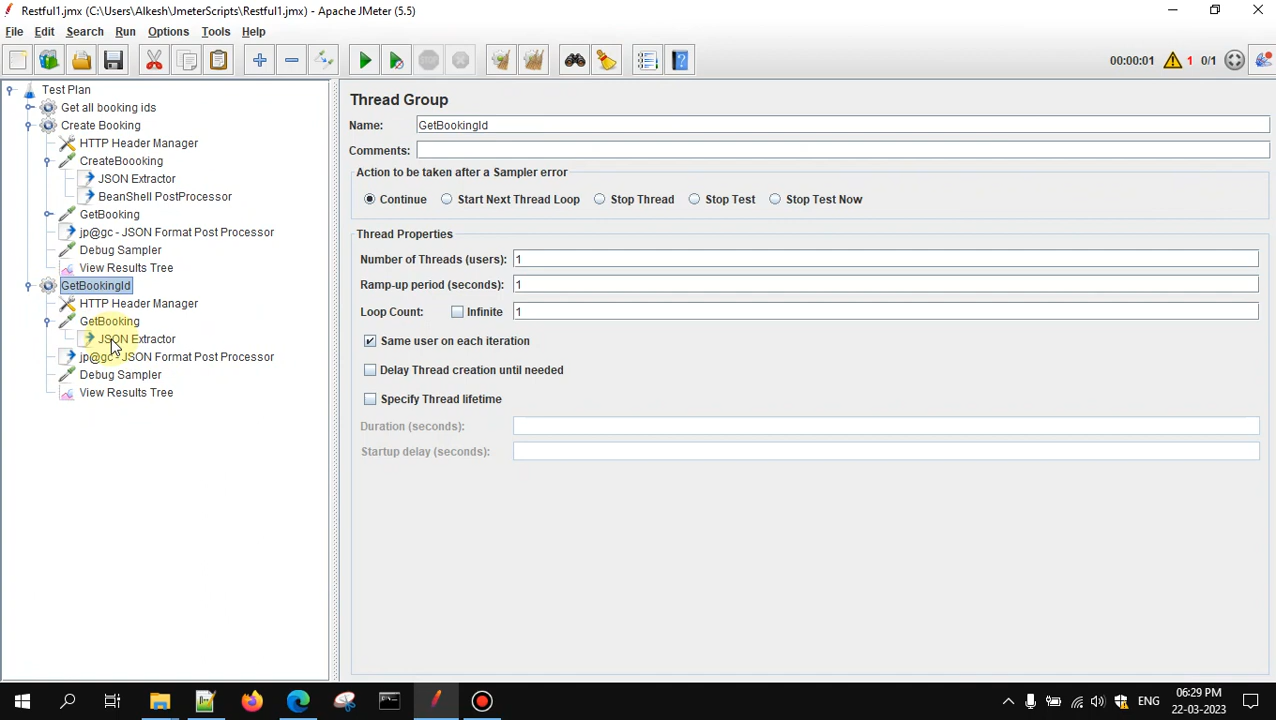 Restful1.jmx (C:\Users\Alkesh\JmeterScripts\Restful1.jmx) - Apache JMeter (5.5)
File Edit Search Run Options Tools Help
00:00:01 1 0/1
Test Plan
Get all booking ids
Create Booking
HTTP Header Manager
CreateBoooking
JSON Extractor
BeanShell PostProcessor
GetBooking
jp@gc - JSON Format Post Processor
Debug Sampler
View Results Tree
GetBookingId
HTTP Header Manager
GetBooking
JSON Extractor
jp@gc - JSON Format Post Processor
Debug Sampler
View Results Tree
Thread Group
Name: GetBookingId
Comments:
Action to be taken after a Sampler error
Continue Start Next Thread Loop Stop Thread Stop Test Stop Test Now
Thread Properties
Number of Threads (users): 1
Ramp-up period (seconds): 1
Loop Count: Infinite 1
Same user on each iteration
Delay Thread creation until needed
Specify Thread lifetime
Duration (seconds):
Startup delay (seconds):
ENG
06:29 PM
22-03-2023